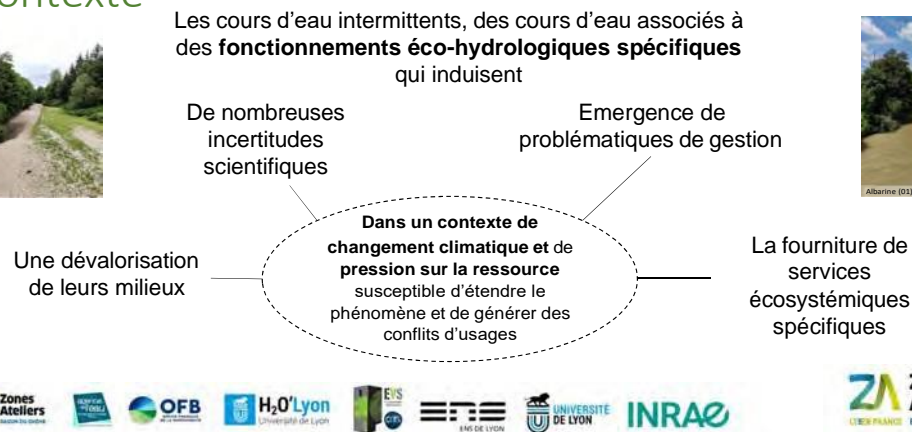 Les cours d'eau intermittents, des cours d'eau associés à
des fonctionnements éco-hydrologiques spécifiques
qui induisent
De nombreuses
incertitudes
scientifiques
Emergence de
problématiques de gestion
Albarine (01)
Dans un contexte de
changement climatique et de
pression sur la ressource
susceptible d'étendre le
phénomène et de générer des
conflits d'usages
Une dévalorisation
de leurs milieux
La fourniture de
services
écosystémiques
spécifiques
Zones
Ateliers
OFB
H₂O'Lyon
Université de Lyon
EVS
ENS
ENS DE LYON
UNIVERSITÉ
DE LYON
INRAE
ZA